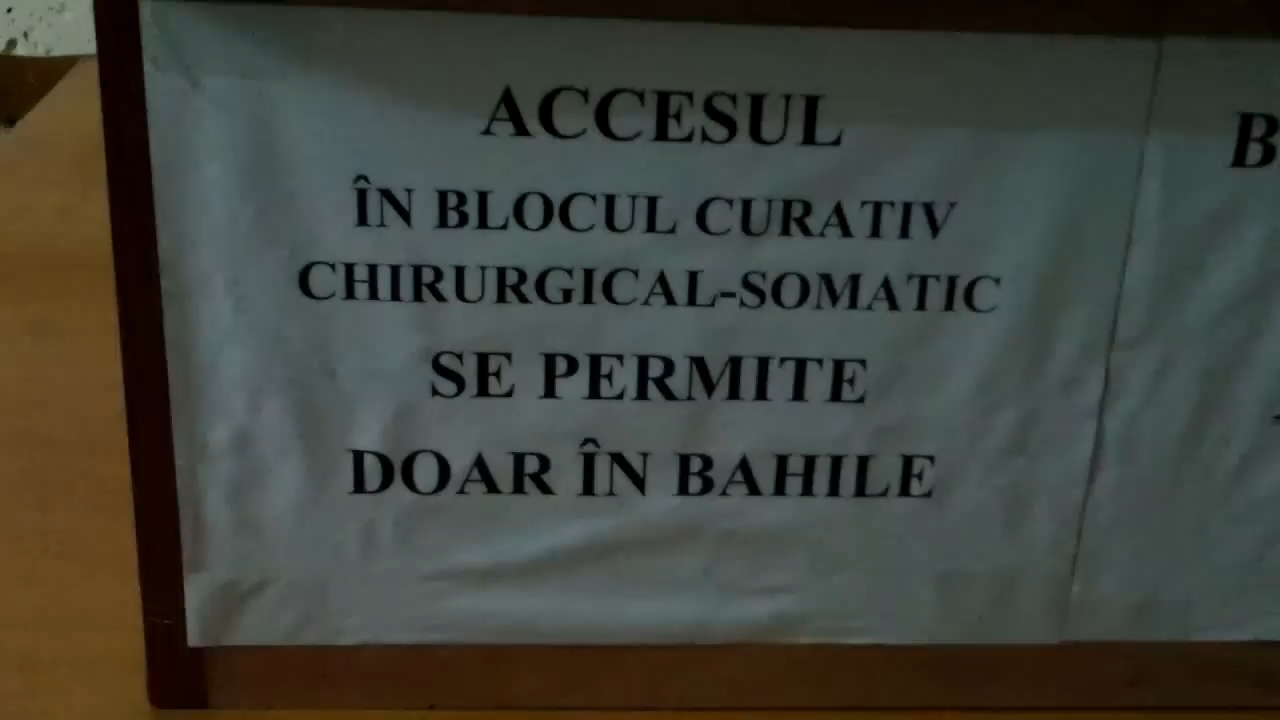 ACCESUL
ÎN BLOCUL CURATIV
CHIRURGICAL-SOMATIC
SE PERMITE
DOAR ÎN BAHILE